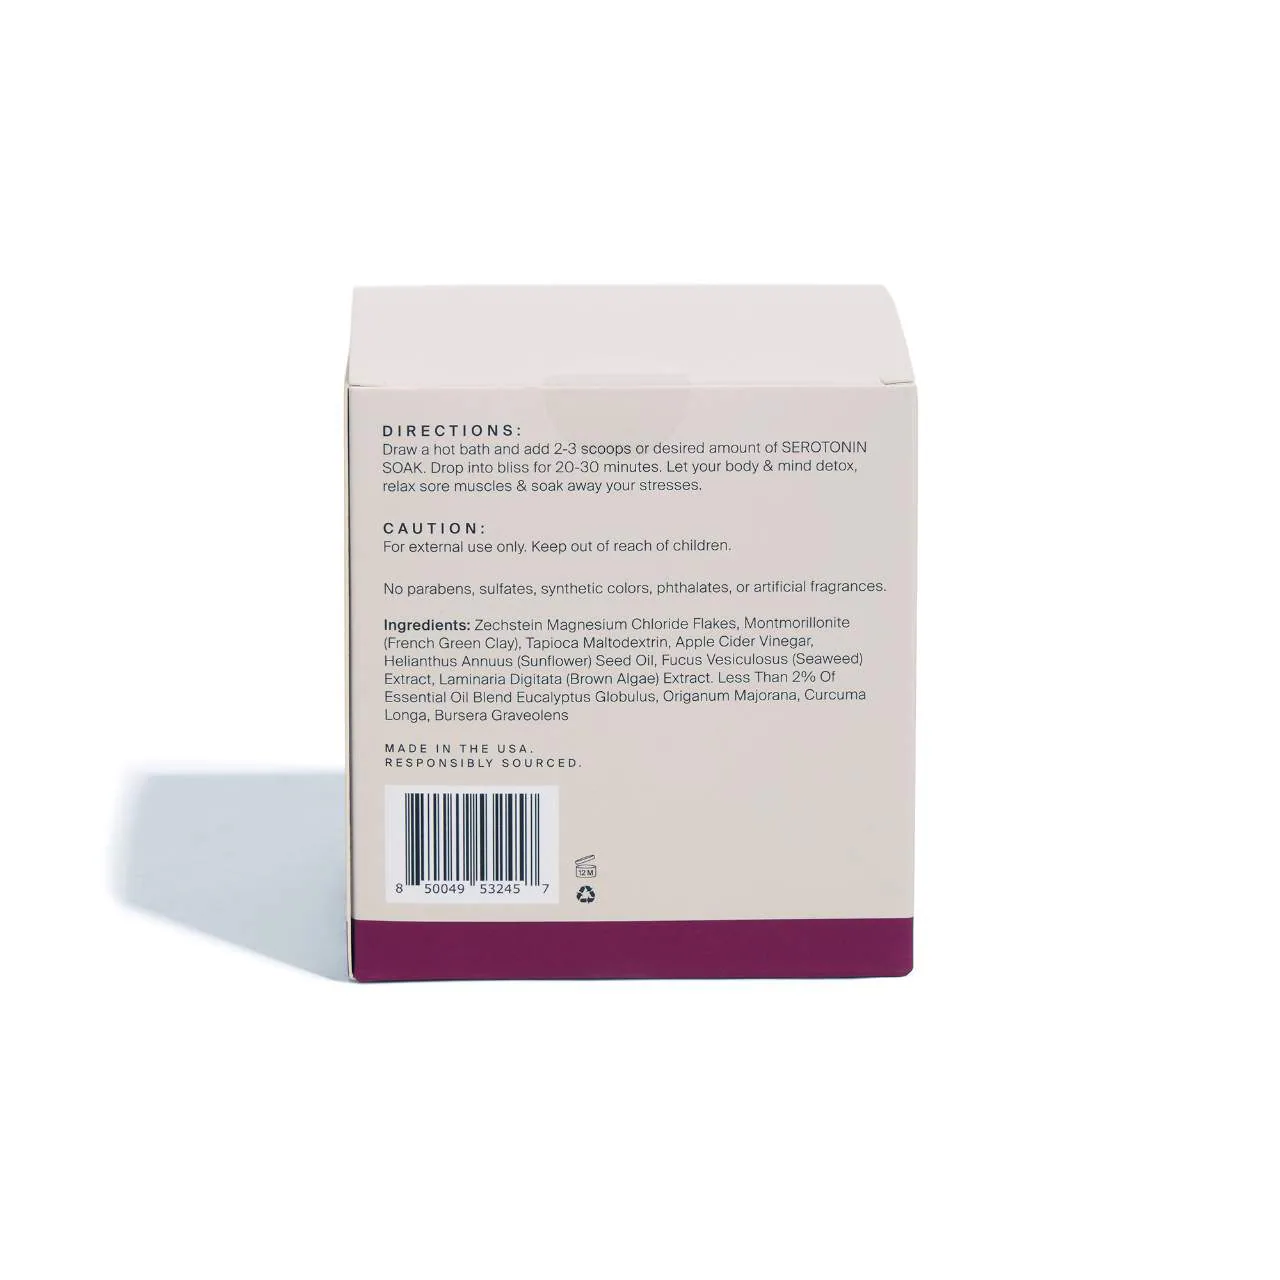 DIRECTIONS:
Draw a hot bath and add 2-3 scoops or desired amount of SEROTONIN
SOAK. Drop into bliss for 20-30 minutes. Let your body & mind detox,
relax sore muscles & soak away your stresses.
CAUTION:
For external use only. Keep out of reach of children.
No parabens, sulfates, synthetic colors, phthalates, or artificial fragrances.
Ingredients: Zechstein Magnesium Chloride Flakes, Montmorillonite
(French Green Clay), Tapioca Maltodextrin, Apple Cider Vinegar,
Helianthus Annuus (Sunflower) Seed Oil, Fucus Vesiculosus (Seaweed)
Extract, Laminaria Digitata (Brown Algae) Extract. Less Than 2% Of
Essential Oil Blend Eucalyptus Globulus, Origanum Majorana, Curcuma
Longa, Bursera Graveolens
MADE IN THE USA.
RESPONSIBLY SOURCED.
12 M
8 50049 53245 7